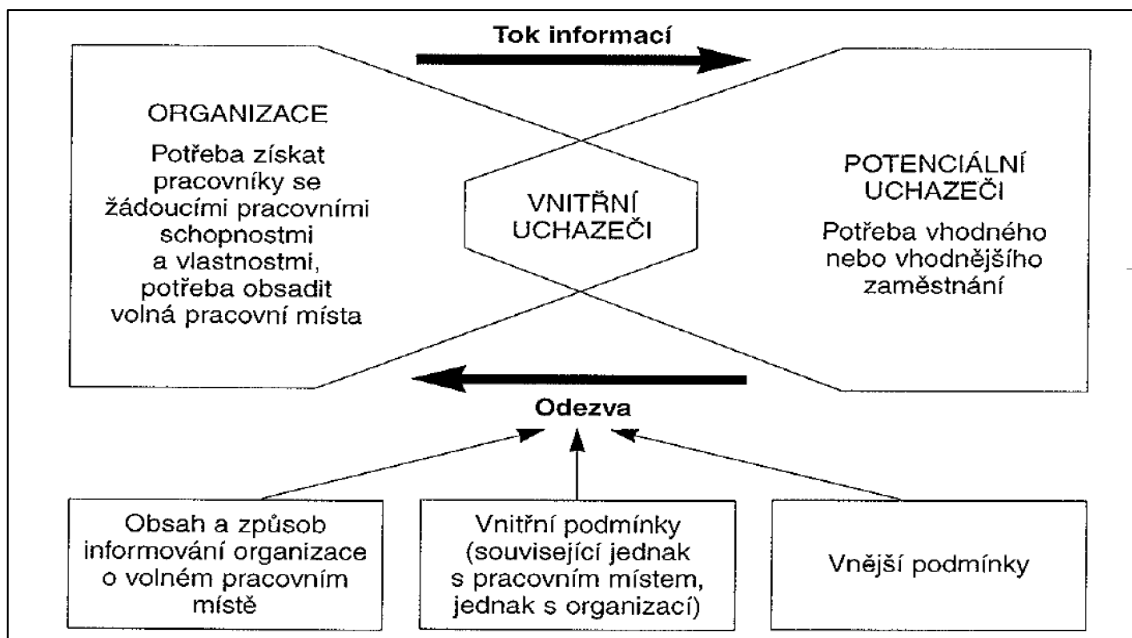 Tok informací
ORGANIZACE
Potřeba získat
pracovníky se
žádoucími pracovními
schopnostmi
a vlastnostmi,
potřeba obsadit
volná pracovní místa
VNITŘNÍ
UCHAZEČI
POTENCIÁLNÍ
UCHAZEČI
Potřeba vhodného
nebo vhodnějšího
zaměstnání
Odezva
Obsah a způsob
informování organizace
o volném pracovním
místě
Vnitřní podmínky
(související jednak
s pracovním místem,
jednak s organizací)
Vnější podmínky